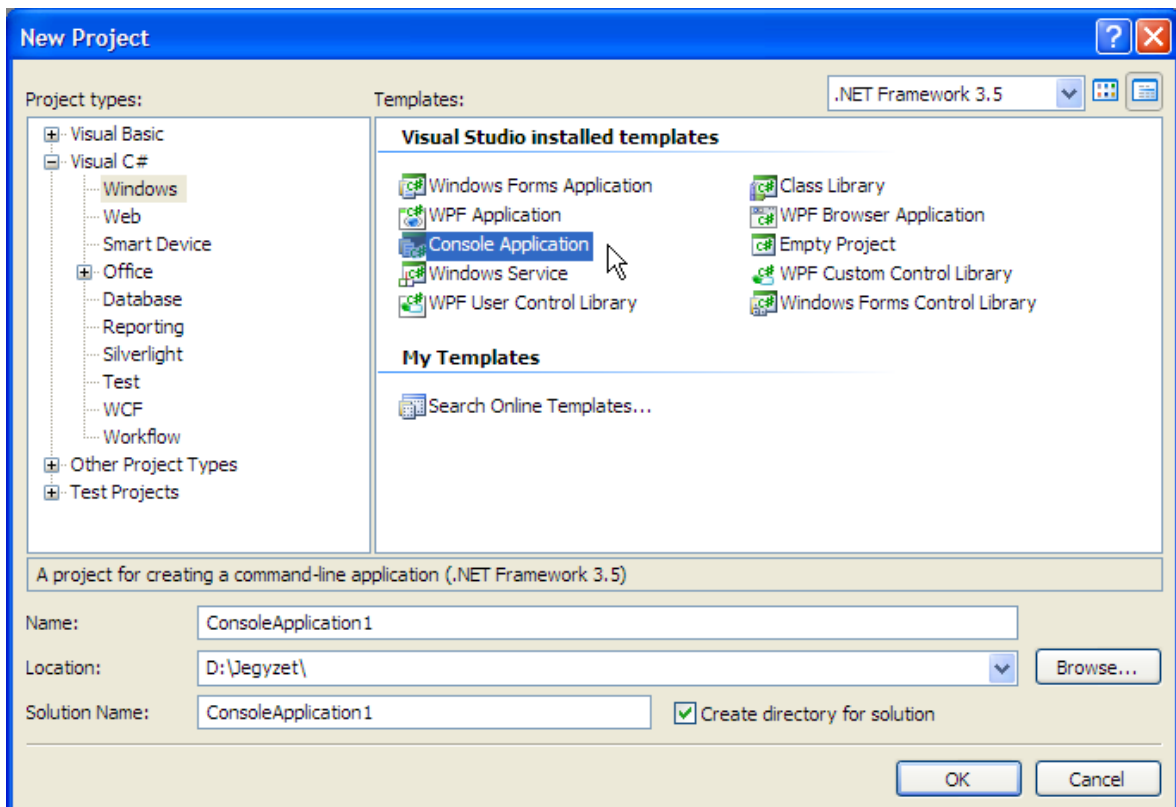 New Project
Project types:
Templates:
.NET Framework 3.5
Visual Basic
Visual C#
Windows
Web
Smart Device
Office
Database
Reporting
Silverlight
Test
WCF
Workflow
Other Project Types
Test Projects
Visual Studio installed templates
Windows Forms Application
Class Library
WPF Application
WPF Browser Application
Console Application
Empty Project
Windows Service
WPF Custom Control Library
WPF User Control Library
Windows Forms Control Library
My Templates
Search Online Templates...
A project for creating a command-line application (.NET Framework 3.5)
Name:
ConsoleApplication1
Location:
D:\Jegyzet\
Browse...
Solution Name:
ConsoleApplication1
Create directory for solution
OK
Cancel